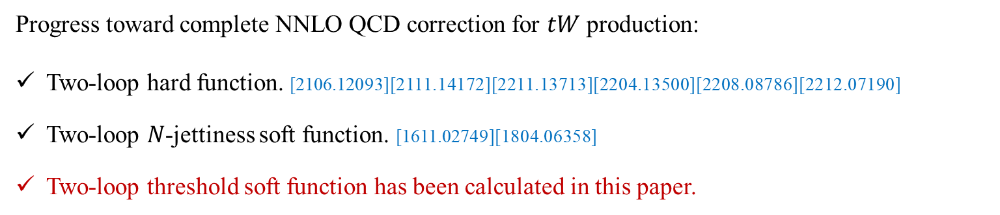 Progress toward complete NNLO QCD correction for tW production:
✓ Two-loop hard function. [2106.12093][2111.14172][2211.13713][2204.13500][2208.08786][2212.07190]
✓ Two-loop N-jettiness soft function. [1611.02749][1804.06358]
✓ Two-loop threshold soft function has been calculated in this paper.